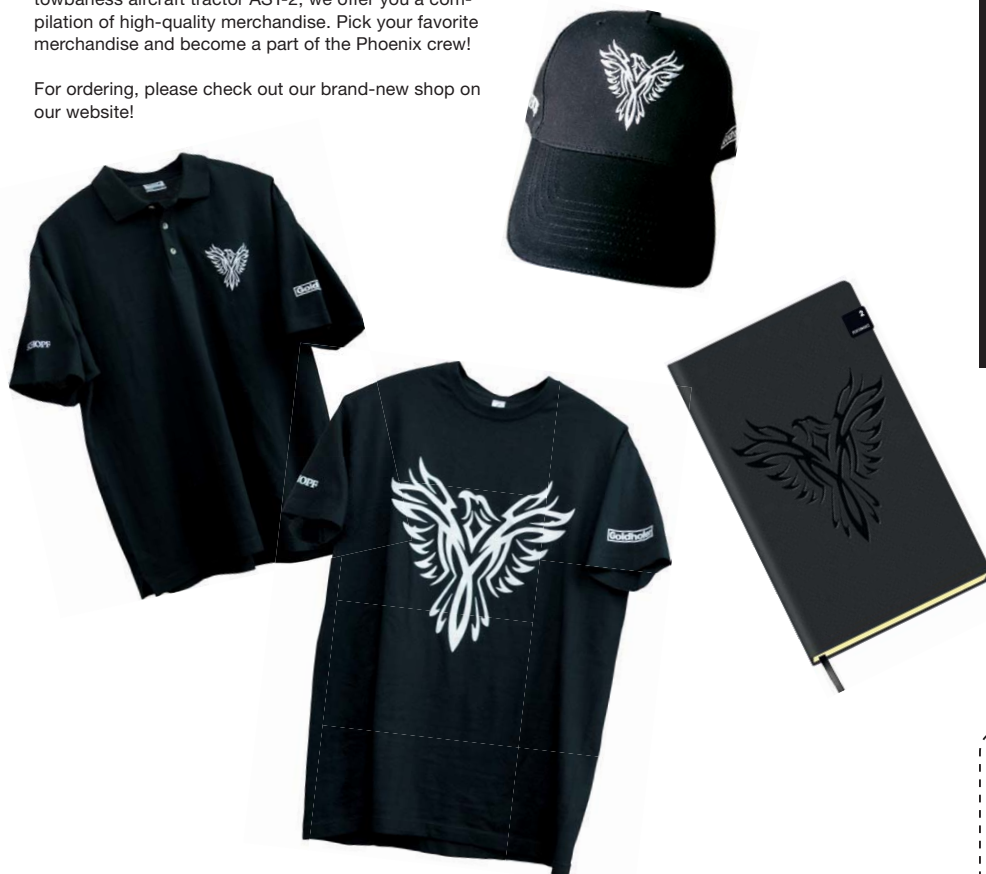 towbarless aircraft tractor AST-2, we offer you a com-
pilation of high-quality merchandise. Pick your favorite
merchandise and become a part of the Phoenix crew!
For ordering, please check out our brand-new shop on
our website!
Goldhofer
2